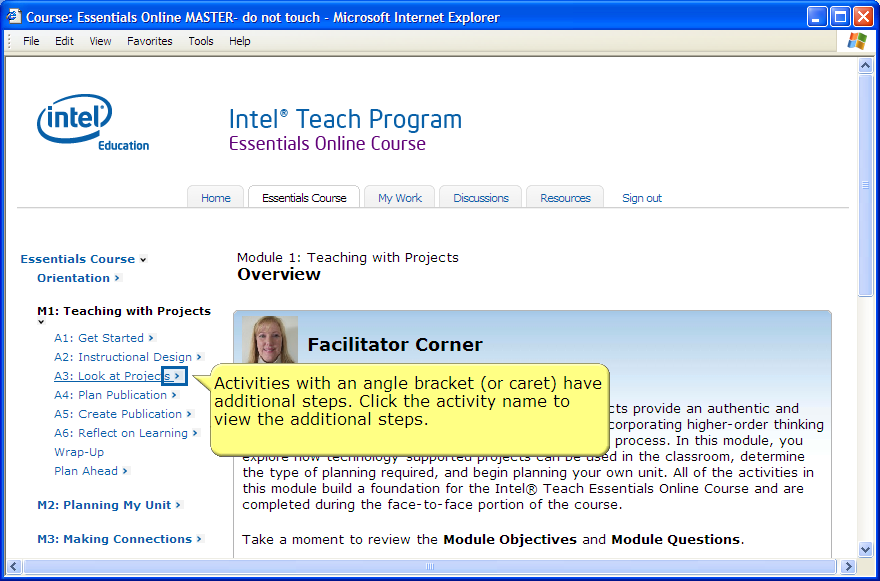 Course: Essentials Online MASTER- do not touch - Microsoft Internet Explorer
File Edit View Favorites Tools Help
intel®
Education
Intel® Teach Program
Essentials Online Course
Home Essentials Course My Work Discussions Resources Sign out
Essentials Course
Orientation ›
M1: Teaching with Projects
A1: Get Started ›
A2: Instructional Design ›
A3: Look at Projects ›
A4: Plan Publication ›
A5: Create Publication ›
A6: Reflect on Learning ›
Wrap-Up
Plan Ahead ›
M2: Planning My Unit ›
M3: Making Connections ›
Module 1: Teaching with Projects
Overview
Facilitator Corner
Activities with an angle bracket (or caret) have
additional steps. Click the activity name to
view the additional steps.
provide an authentic and
higher-order thinking
process. In this module, you
explore how technology-supported projects can be used in the classroom, determine
the type of planning required, and begin planning your own unit. All of the activities in
this module build a foundation for the Intel® Teach Essentials Online Course and are
completed during the face-to-face portion of the course.
Take a moment to review the Module Objectives and Module Questions.